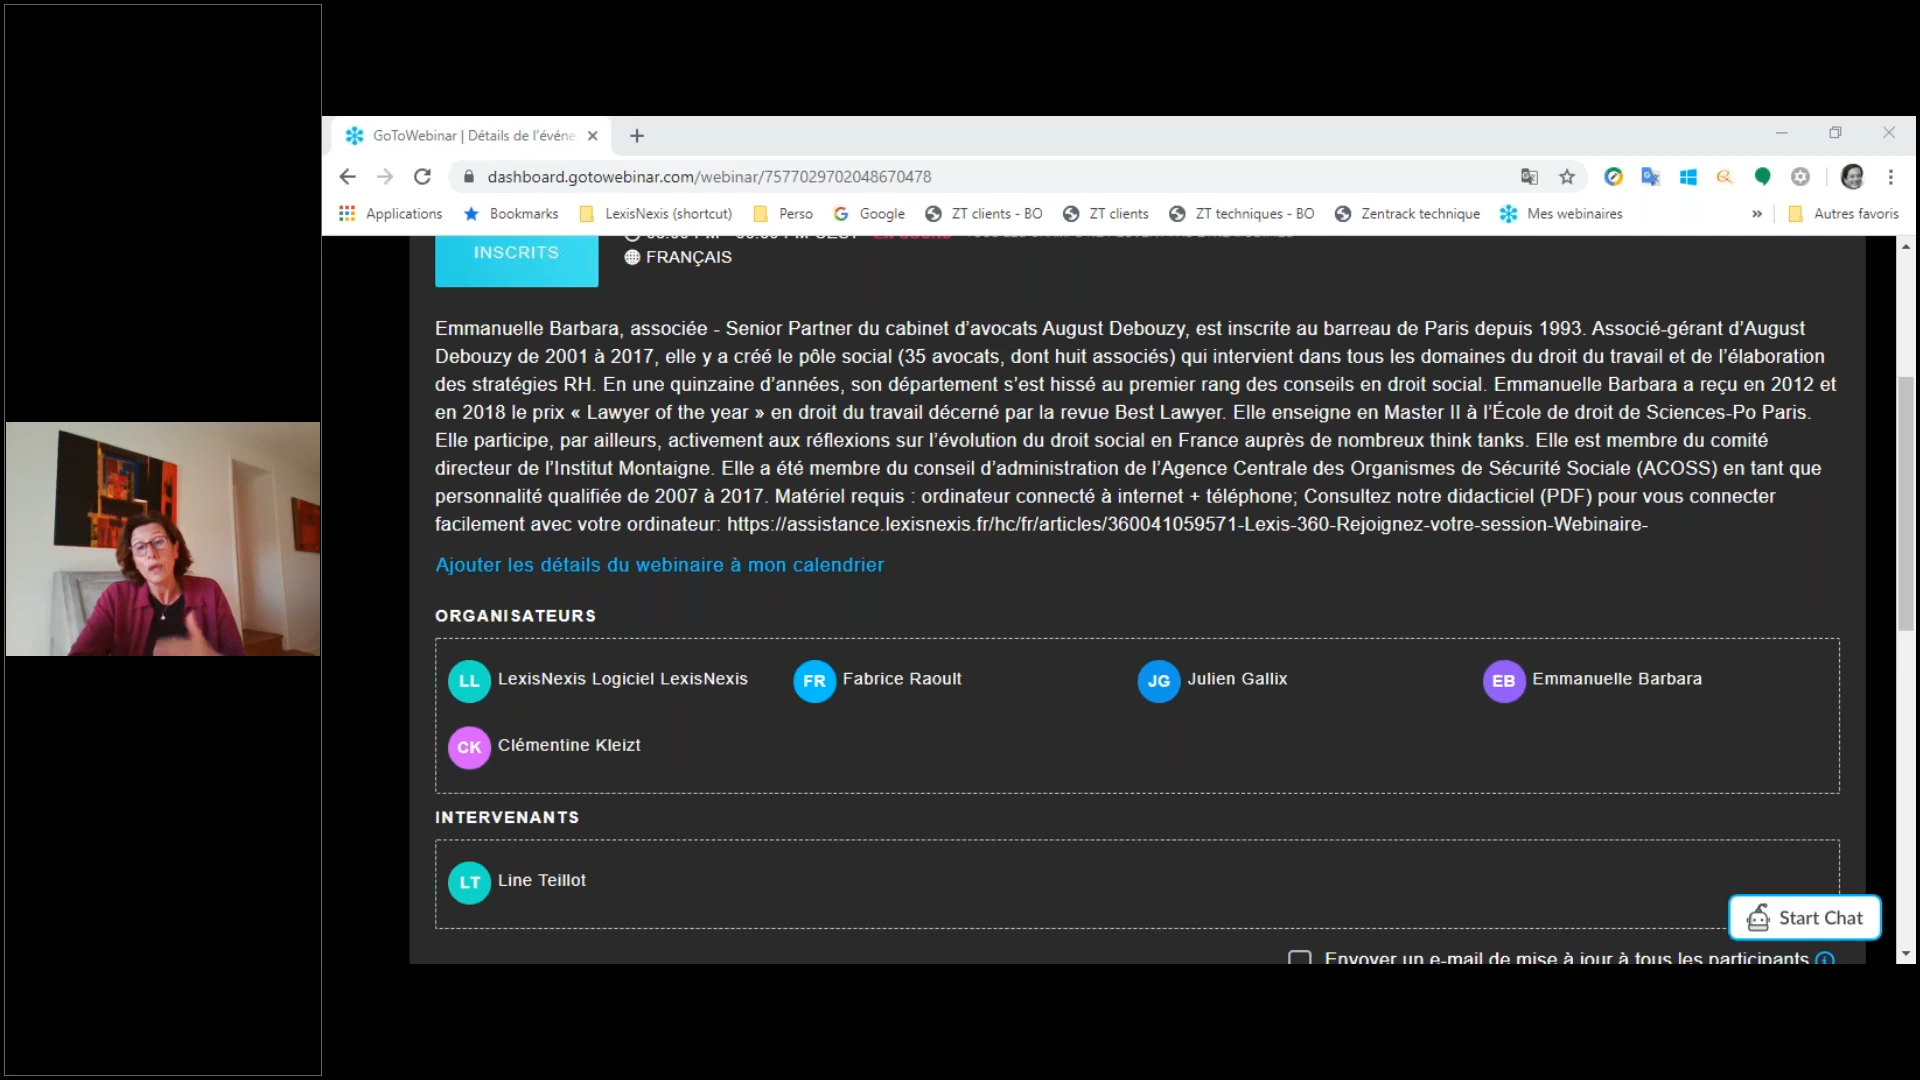 GoToWebinar | Détails de l'événe
dashboard.gotowebinar.com/webinar/7577029702048670478
Applications Bookmarks LexisNexis (shortcut) Perso Google ZT clients - BO ZT clients ZT techniques - BO Zentrack technique Mes webinaires » Autres favoris
INSCRITS
FRANÇAIS
Emmanuelle Barbara, associée - Senior Partner du cabinet d'avocats August Debouzy, est inscrite au barreau de Paris depuis 1993. Associé-gérant d'August
Debouzy de 2001 à 2017, elle y a créé le pôle social (35 avocats, dont huit associés) qui intervient dans tous les domaines du droit du travail et de l'élaboration
des stratégies RH. En une quinzaine d'années, son département s'est hissé au premier rang des conseils en droit social. Emmanuelle Barbara a reçu en 2012 et
en 2018 le prix « Lawyer of the year » en droit du travail décerné par la revue Best Lawyer. Elle enseigne en Master II à l'École de droit de Sciences-Po Paris.
Elle participe, par ailleurs, activement aux réflexions sur l'évolution du droit social en France auprès de nombreux think tanks. Elle est membre du comité
directeur de l'Institut Montaigne. Elle a été membre du conseil d'administration de l'Agence Centrale des Organismes de Sécurité Sociale (ACOSS) en tant que
personnalité qualifiée de 2007 à 2017. Matériel requis : ordinateur connecté à internet + téléphone; Consultez notre didacticiel (PDF) pour vous connecter
facilement avec votre ordinateur: https://assistance.lexisnexis.fr/hc/fr/articles/360041059571-Lexis-360-Rejoignez-votre-session-Webinaire-
Ajouter les détails du webinaire à mon calendrier
ORGANISATEURS
LL LexisNexis Logiciel LexisNexis FR Fabrice Raoult JG Julien Gallix EB Emmanuelle Barbara
CK Clémentine Kleizt
INTERVENANTS
LT Line Teillot
Start Chat
Envoyer un e-mail de mise à jour à tous les participants